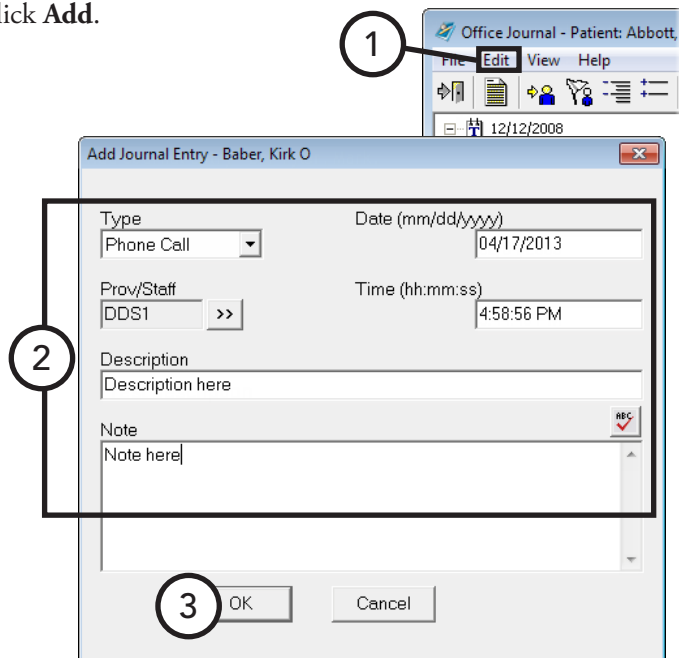 lick Add.
1
Office Journal - Patient: Abbott,
File Edit View Help
12/12/2008
Add Journal Entry - Baber, Kirk O
Type Date (mm/dd/yyyy)
Phone Call 04/17/2013
Prov/Staff Time (hh:mm:ss)
DDS1 >> 4:58:56 PM
2
Description
Description here
ABC
Note
Note here
3 OK Cancel